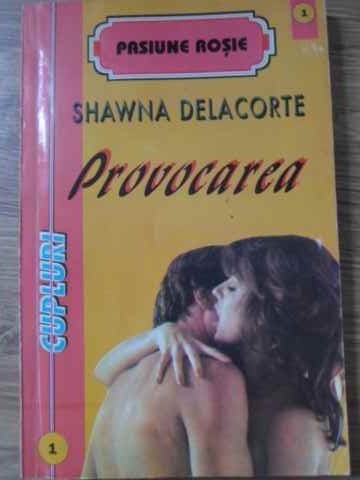 1
PASIUNE ROȘIE
SHAWNA DELACORTE
Provocarea
CUPLURI
1